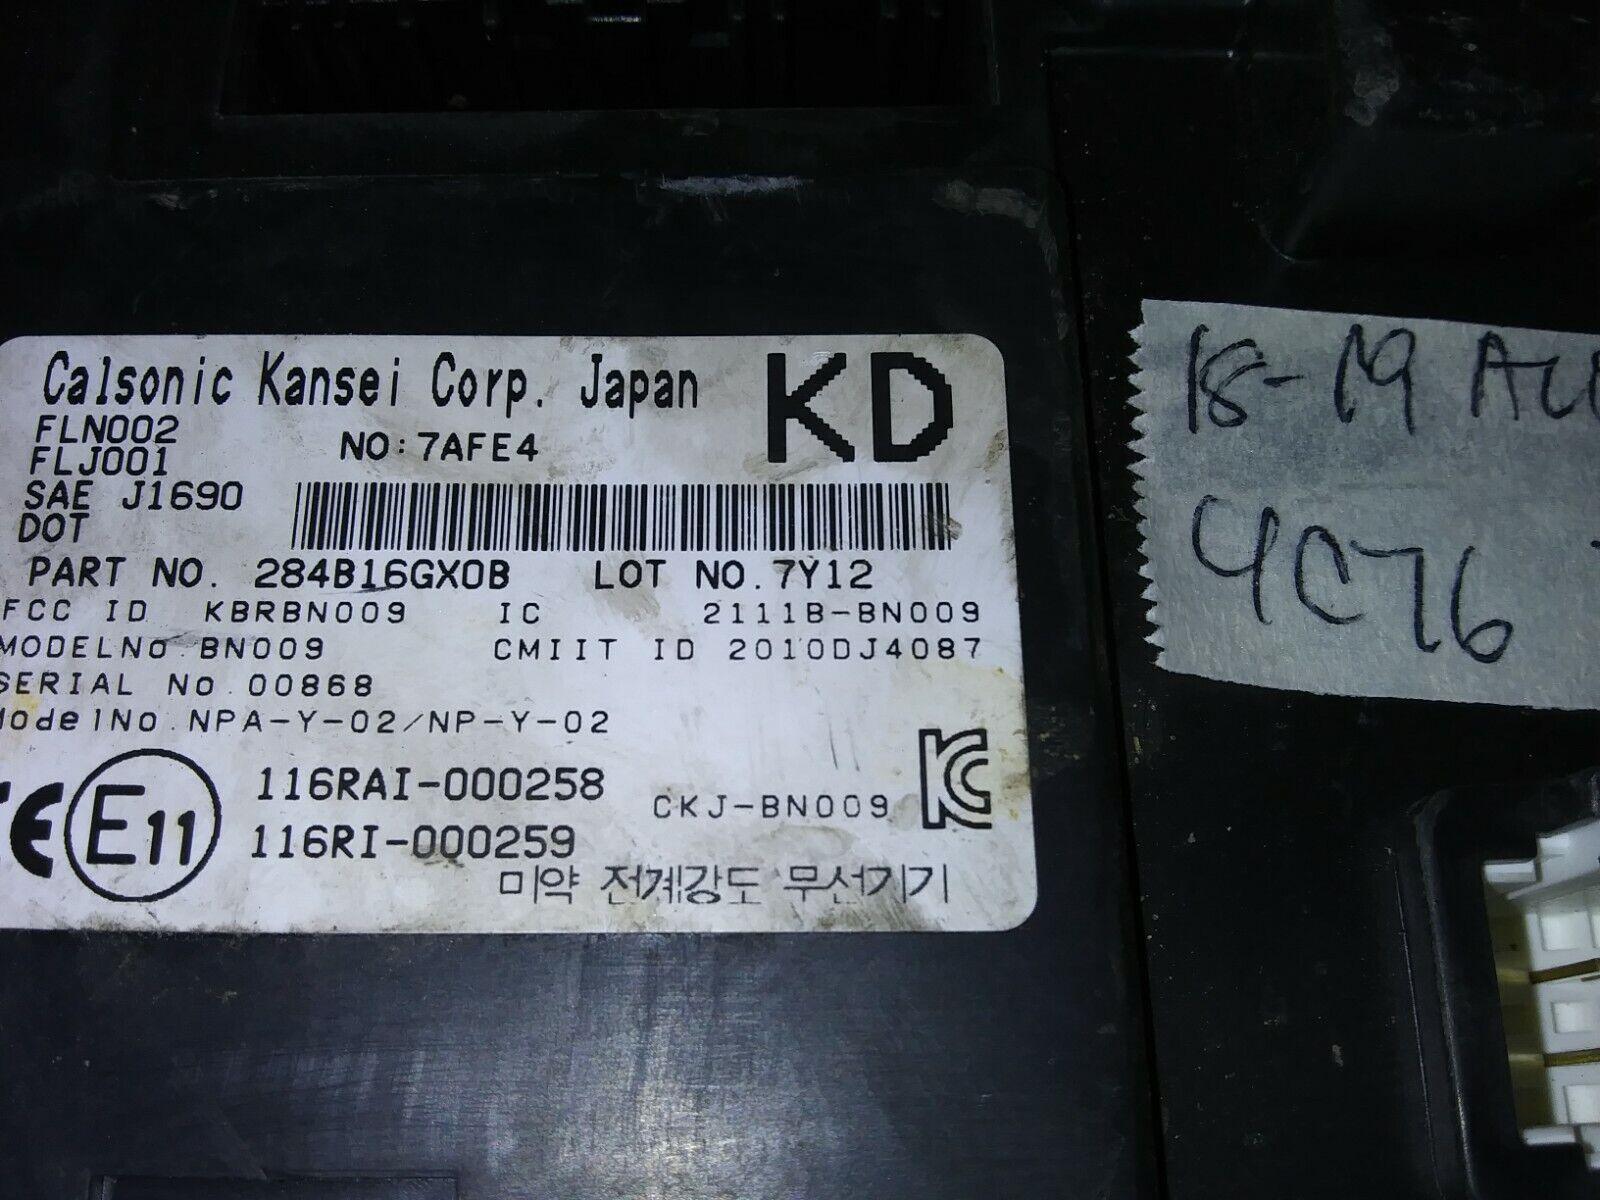 Calsonic Kansei Corp. Japan
KD
FLN002
FLJ001
NO:7AFE4
SAE J1690
DOT
PART NO. 284B16GX0B LOT NO.7Y12
FCC ID KBRBN009 IC 2111B-BN009
MODELNo.BN009 CMIIT ID 2010DJ4087
SERIAL No.00868
ModelNo.NPA-Y-02/NP-Y-02
CE E11
116RAI-000258
116RI-000259
CKJ-BN009
KC
미약 전계강도 무선기기
18-19
4C76